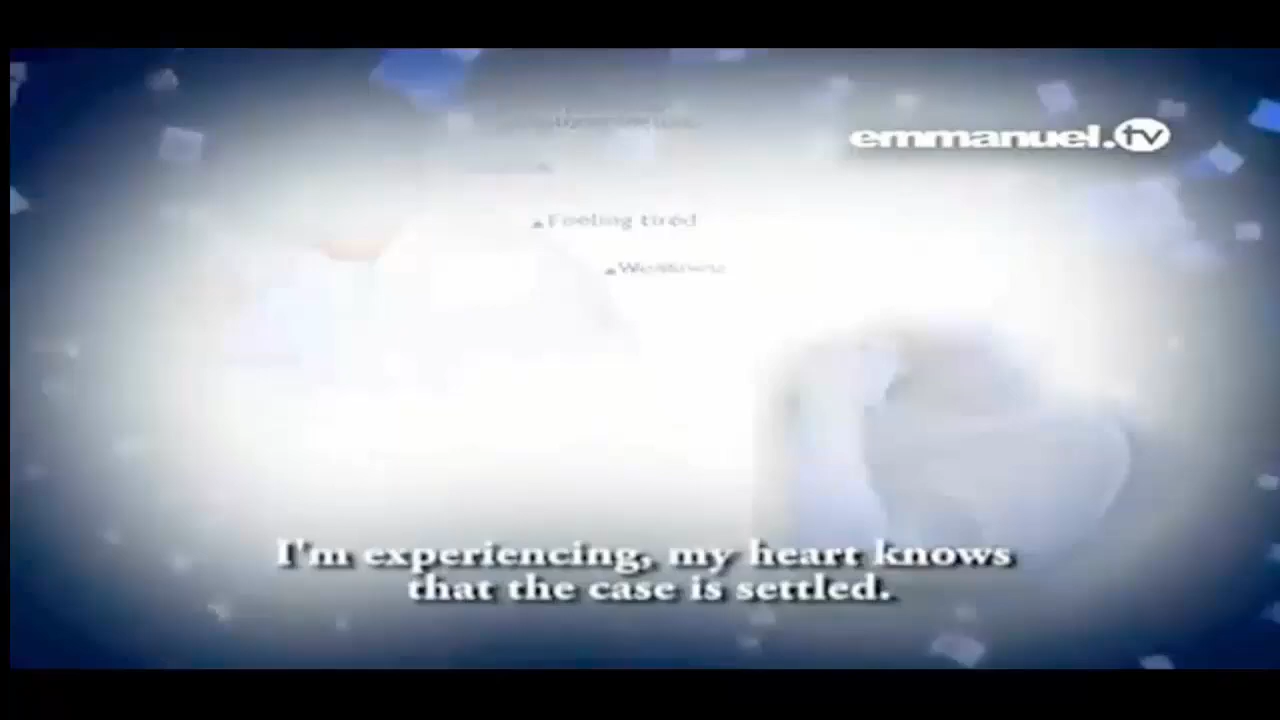 emmanuel.tv
Feeling tired
I'm experiencing, my heart knows
that the case is settled.